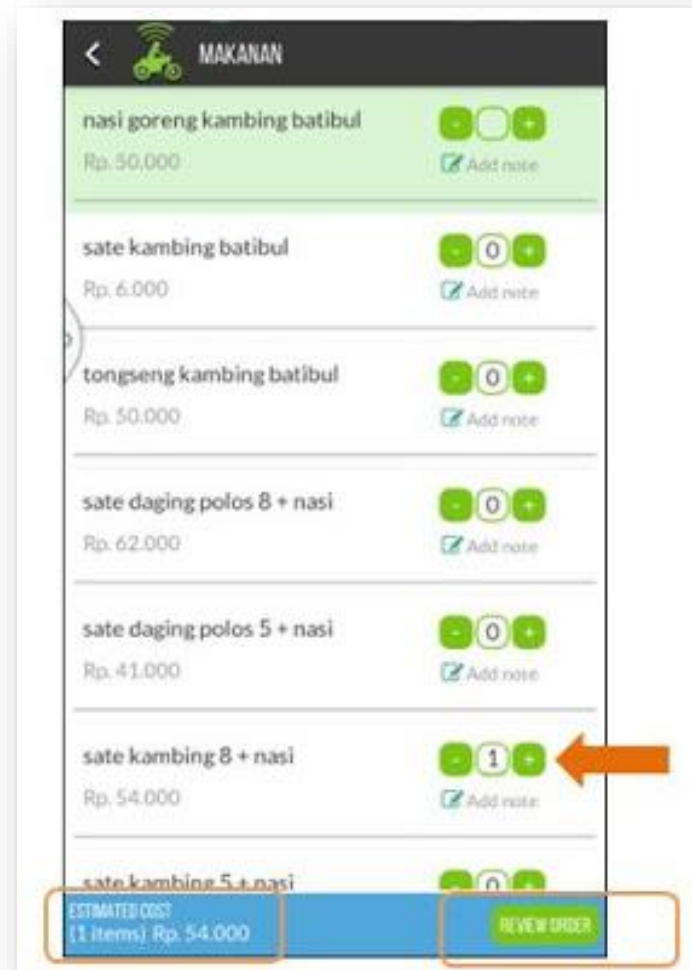 MAKANAN
nasi goreng kambing batibul
- +
Rp. 50.000
Add note
sate kambing batibul
- 0 +
Rp. 6.000
Add note
tongseng kambing batibul
- 0 +
Rp. 50.000
Add note
sate daging polos 8 + nasi
- 0 +
Rp. 62.000
Add note
sate daging polos 5 + nasi
- 0 +
Rp. 41.000
Add note
sate kambing 8 + nasi
- 1 +
Rp. 54.000
Add note
sate kambing 5 + nasi
0
ESTIMATED COST
(1 items) Rp. 54.000
REVIEW ORDER